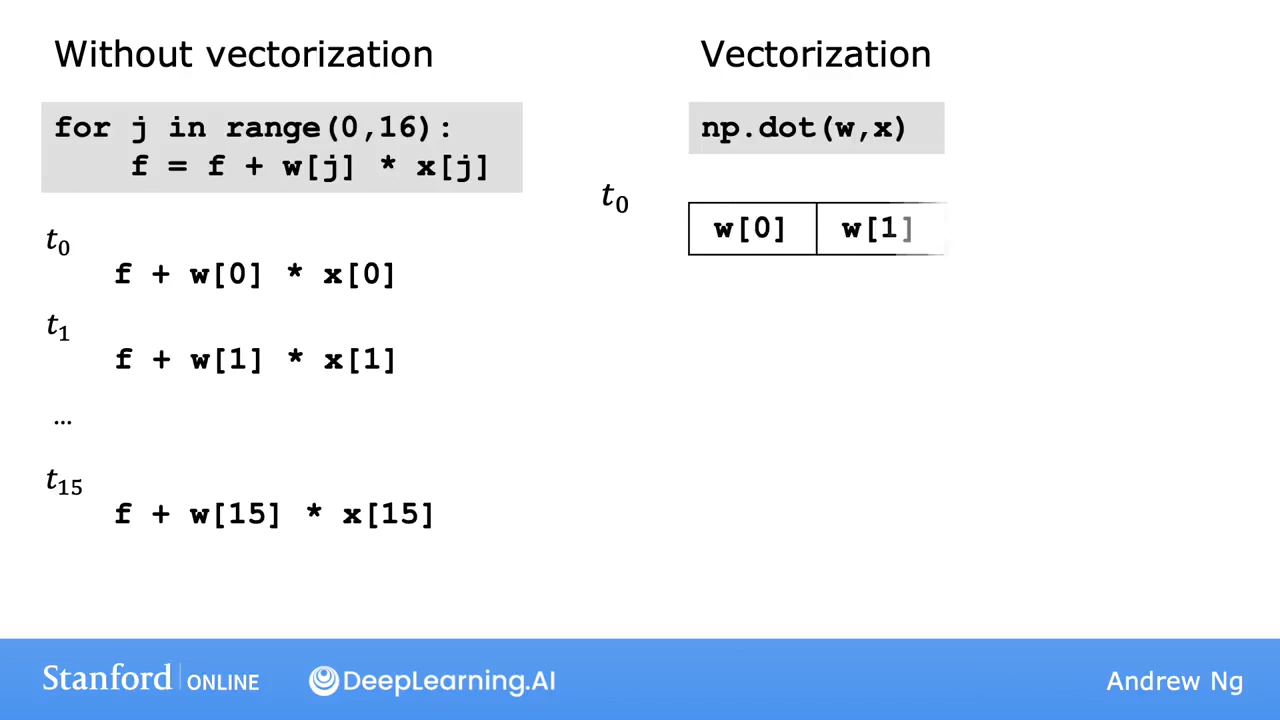 Without vectorization
for j in range(0,16):
f = f + w[j] * x[j]
t₀
f + w[0] * x[0]
t₁
f + w[1] * x[1]
…
t₁₅
f + w[15] * x[15]
Vectorization
np.dot(w,x)
t₀
w[0] w[1]
Stanford ONLINE DeepLearning.AI Andrew Ng